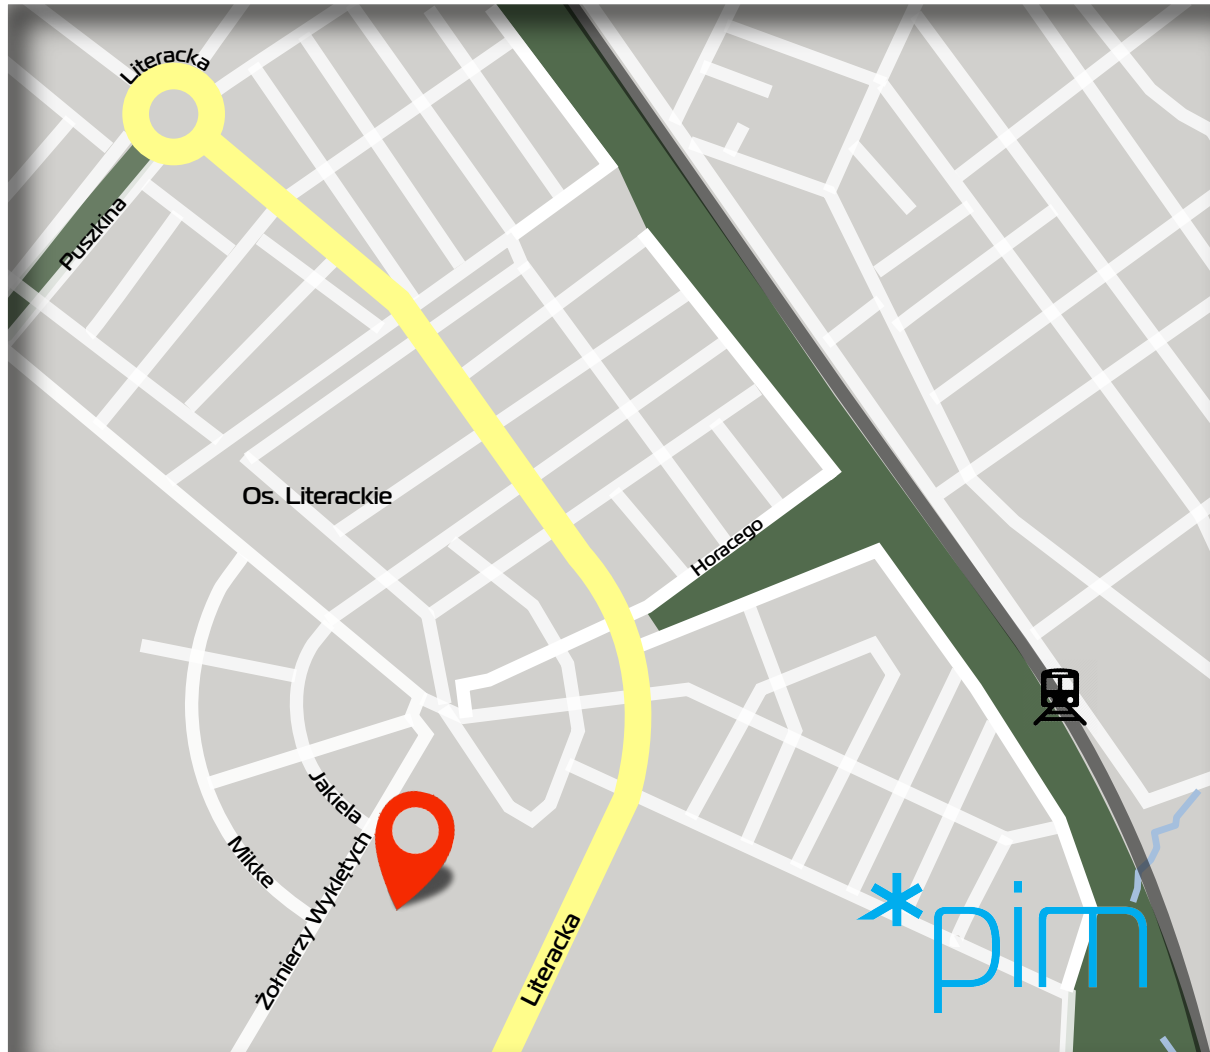 Literacka
Puszkina
Os. Literackie
Horacego
Jakiela
Mikke
Żołnierzy Wyklętych
Literacka
*pim